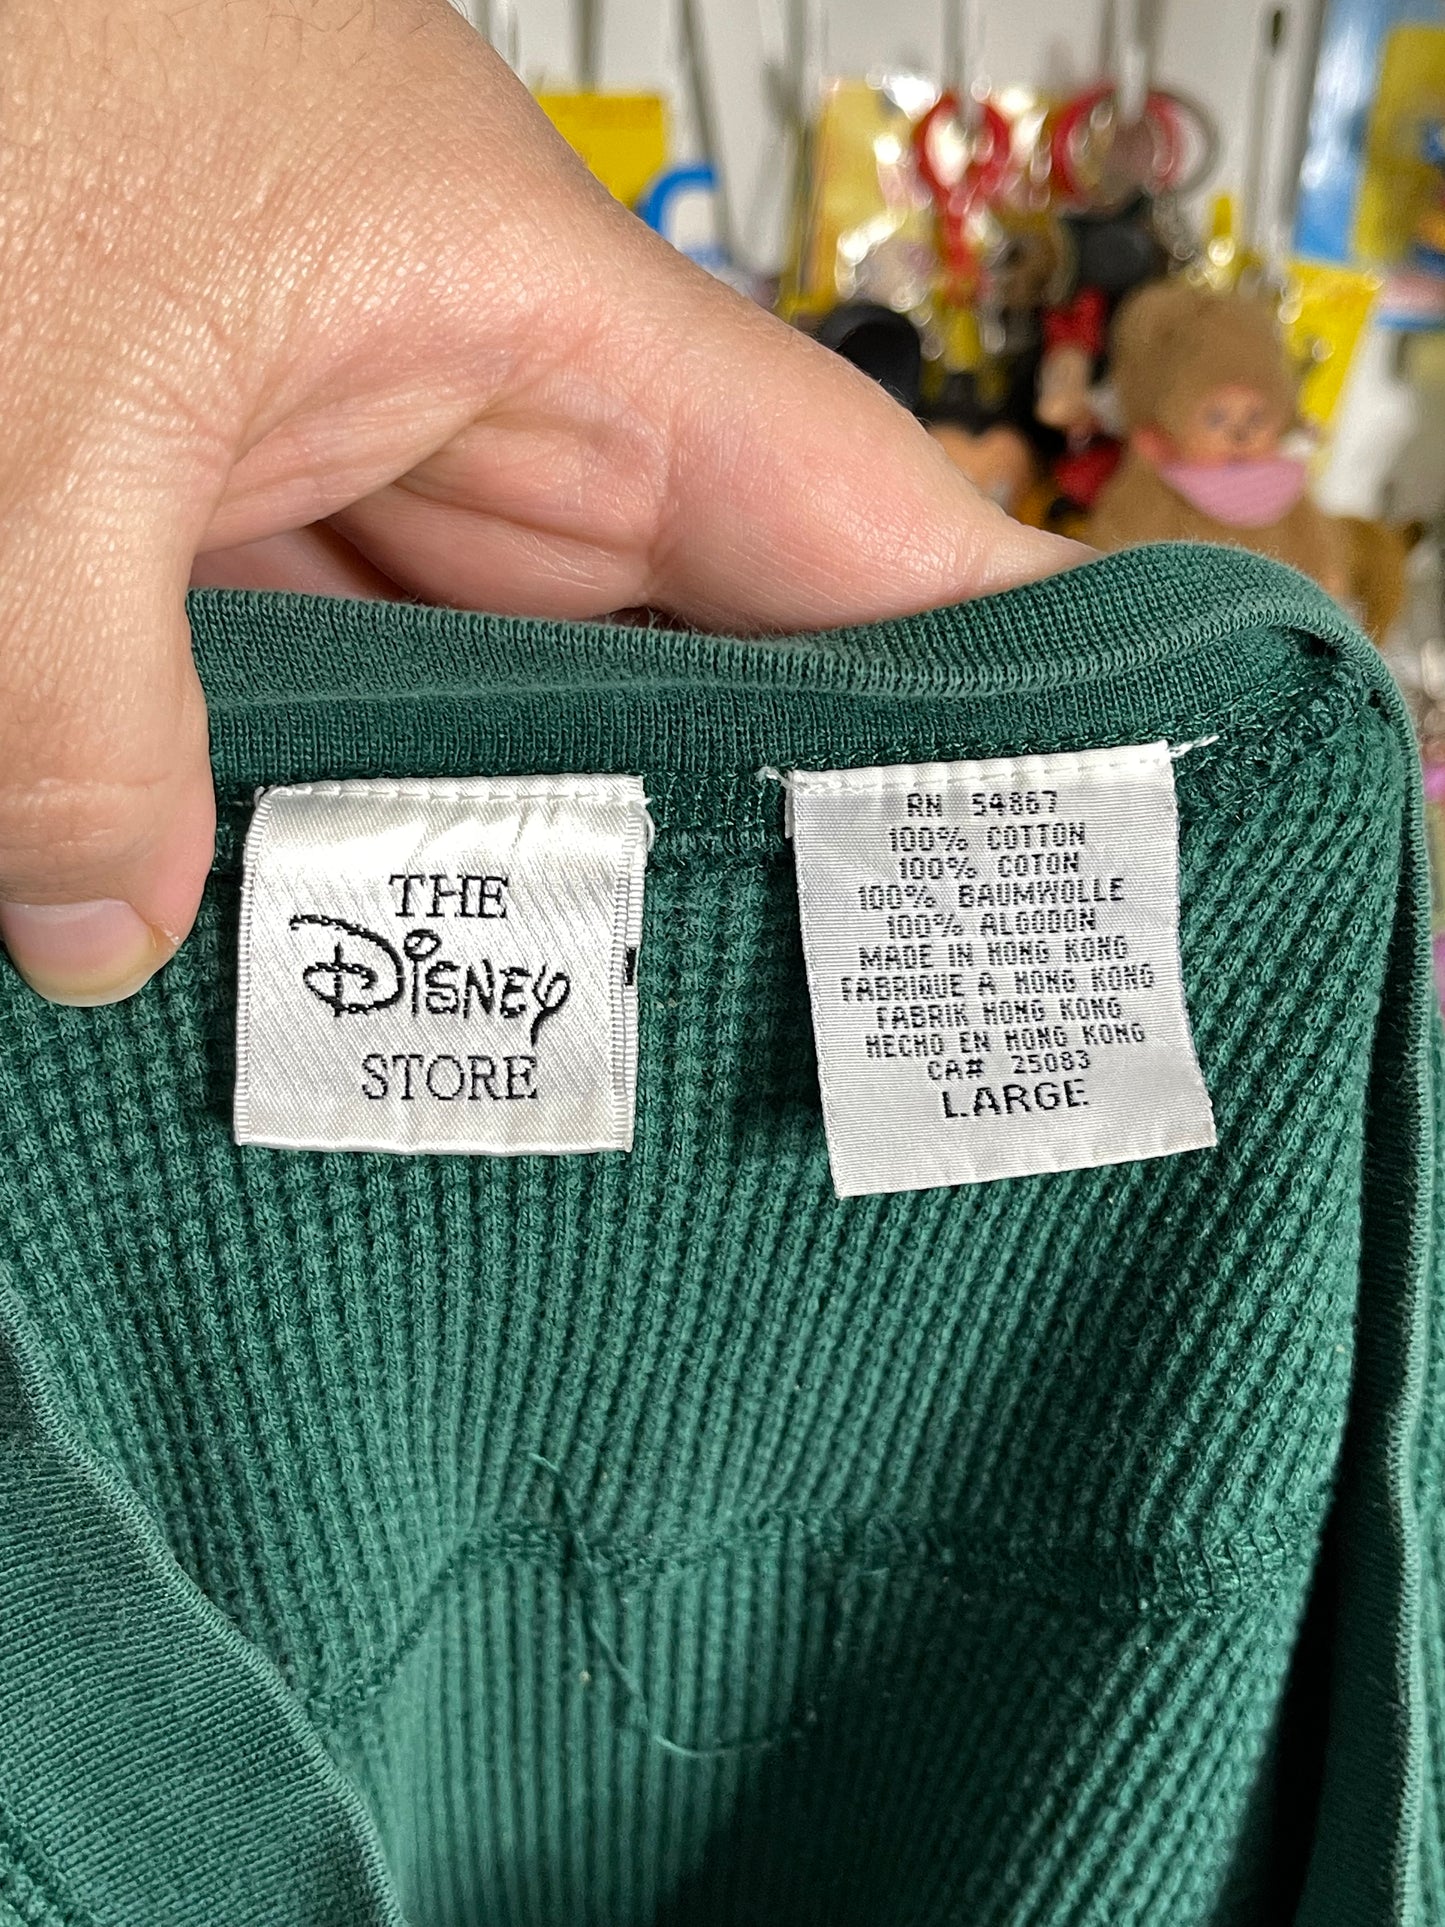 THE
Disney
STORE
RN 54867
100% COTTON
100% COTON
100% BAUMWOLLE
100% ALGODON
MADE IN HONG KONG
FABRIQUE A HONG KONG
FABRIK HONG KONG
HECHO EN HONG KONG
CA# 25083
LARGE